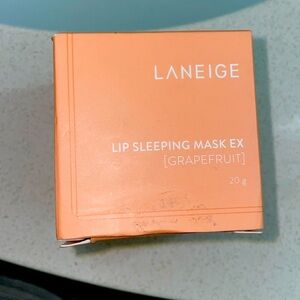 LANEIGE
LIP SLEEPING MASK EX
[GRAPEFRUIT]
20 g